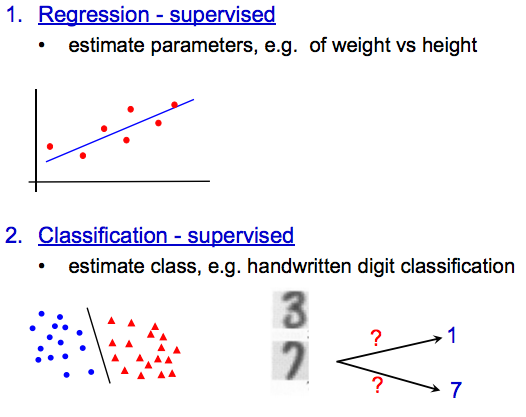 1. Regression - supervised
• estimate parameters, e.g. of weight vs height
2. Classification - supervised
• estimate class, e.g. handwritten digit classification
3
? 1
7
? 7